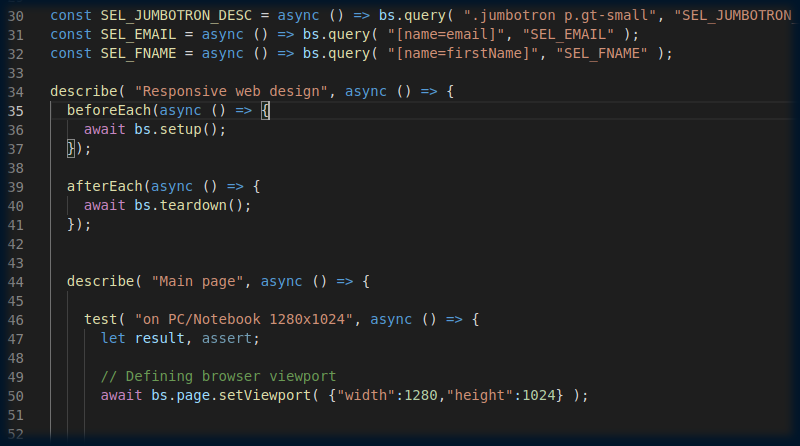 30 const SEL_JUMBOTRON_DESC = async () => bs.query( ".jumbotron p.gt-small", "SEL_JUMBOTRON_
31 const SEL_EMAIL = async () => bs.query( "[name=email]", "SEL_EMAIL" );
32 const SEL_FNAME = async () => bs.query( "[name=firstName]", "SEL_FNAME" );
33
34 describe( "Responsive web design", async () => {
35 beforeEach(async () => {
36 await bs.setup();
37 });
38
39 afterEach(async () => {
40 await bs.teardown();
41 });
42
43
44 describe( "Main page", async () => {
45
46 test( "on PC/Notebook 1280x1024", async () => {
47 let result, assert;
48
49 // Defining browser viewport
50 await bs.page.setViewport( {"width":1280,"height":1024} );
51
52